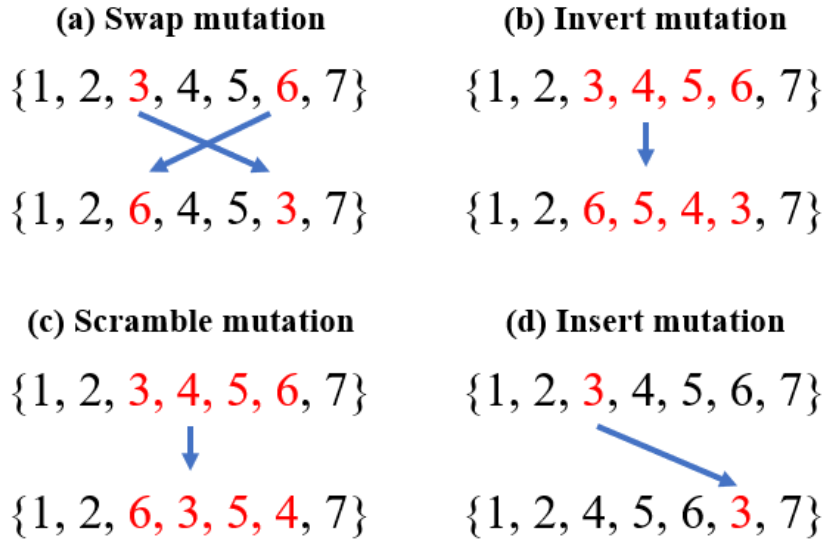 (a) Swap mutation
{1, 2, 3, 4, 5, 6, 7}
{1, 2, 6, 4, 5, 3, 7}
(b) Invert mutation
{1, 2, 3, 4, 5, 6, 7}
{1, 2, 6, 5, 4, 3, 7}
(c) Scramble mutation
{1, 2, 3, 4, 5, 6, 7}
{1, 2, 6, 3, 5, 4, 7}
(d) Insert mutation
{1, 2, 3, 4, 5, 6, 7}
{1, 2, 4, 5, 6, 3, 7}